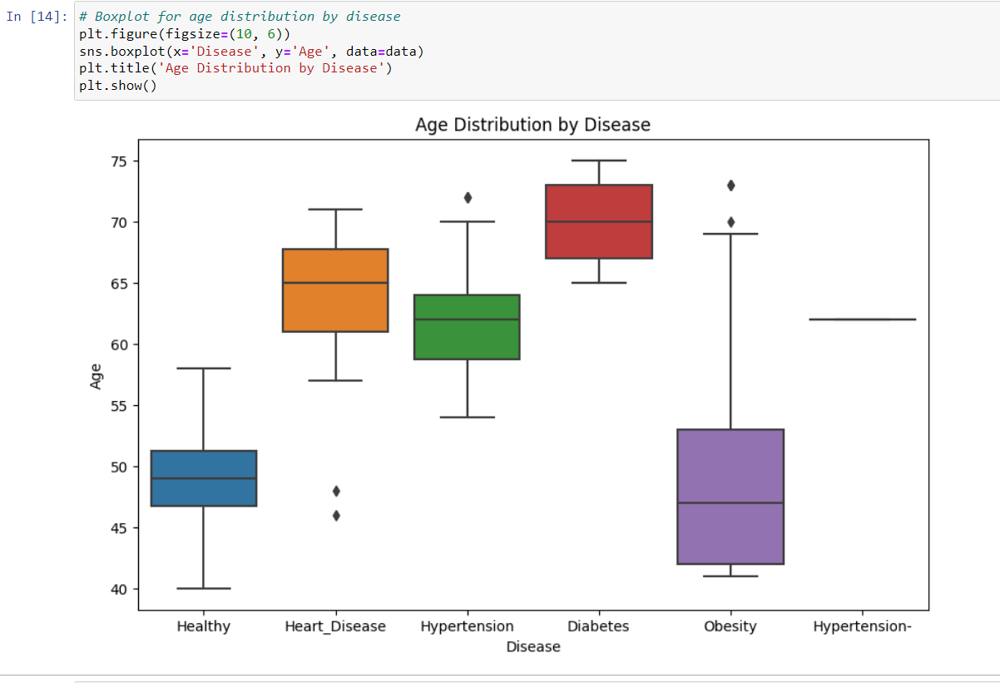 In [14]: # Boxplot for age distribution by disease
plt.figure(figsize=(10, 6))
sns.boxplot(x='Disease', y='Age', data=data)
plt.title('Age Distribution by Disease')
plt.show()
Age Distribution by Disease
75
70
65
60
55
50
45
40
Age
Healthy Heart_Disease Hypertension Diabetes Obesity Hypertension-
Disease